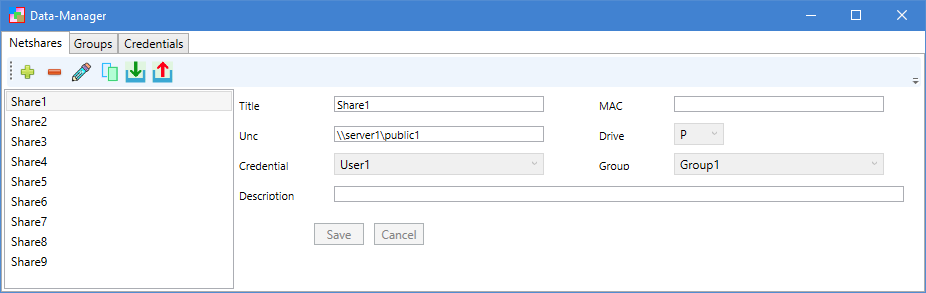 Data-Manager
Netshares Groups Credentials
Share1
Share2
Share3
Share4
Share5
Share6
Share7
Share8
Share9
Title Share1 MAC
Unc \\server1\public1 Drive P
Credential User1 Group Group1
Description
Save Cancel